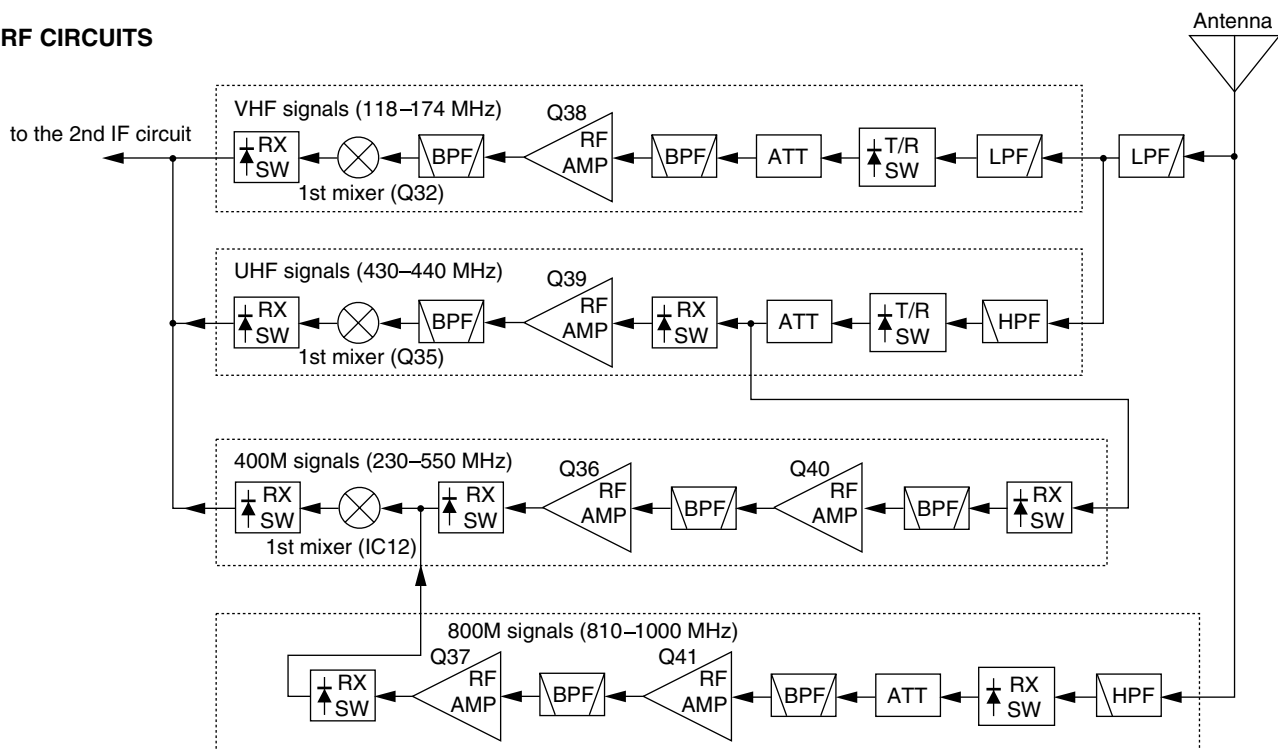 RF CIRCUITS
Antenna
to the 2nd IF circuit
VHF signals (118–174 MHz)
RX
SW
1st mixer (Q32)
BPF
Q38
RF
AMP
BPF
ATT
T/R
SW
LPF
LPF
UHF signals (430–440 MHz)
RX
SW
1st mixer (Q35)
BPF
Q39
RF
AMP
RX
SW
ATT
T/R
SW
HPF
400M signals (230–550 MHz)
RX
SW
1st mixer (IC12)
RX
SW
Q36
RF
AMP
BPF
Q40
RF
AMP
BPF
RX
SW
800M signals (810–1000 MHz)
RX
SW
Q37
RF
AMP
BPF
Q41
RF
AMP
BPF
ATT
RX
SW
HPF